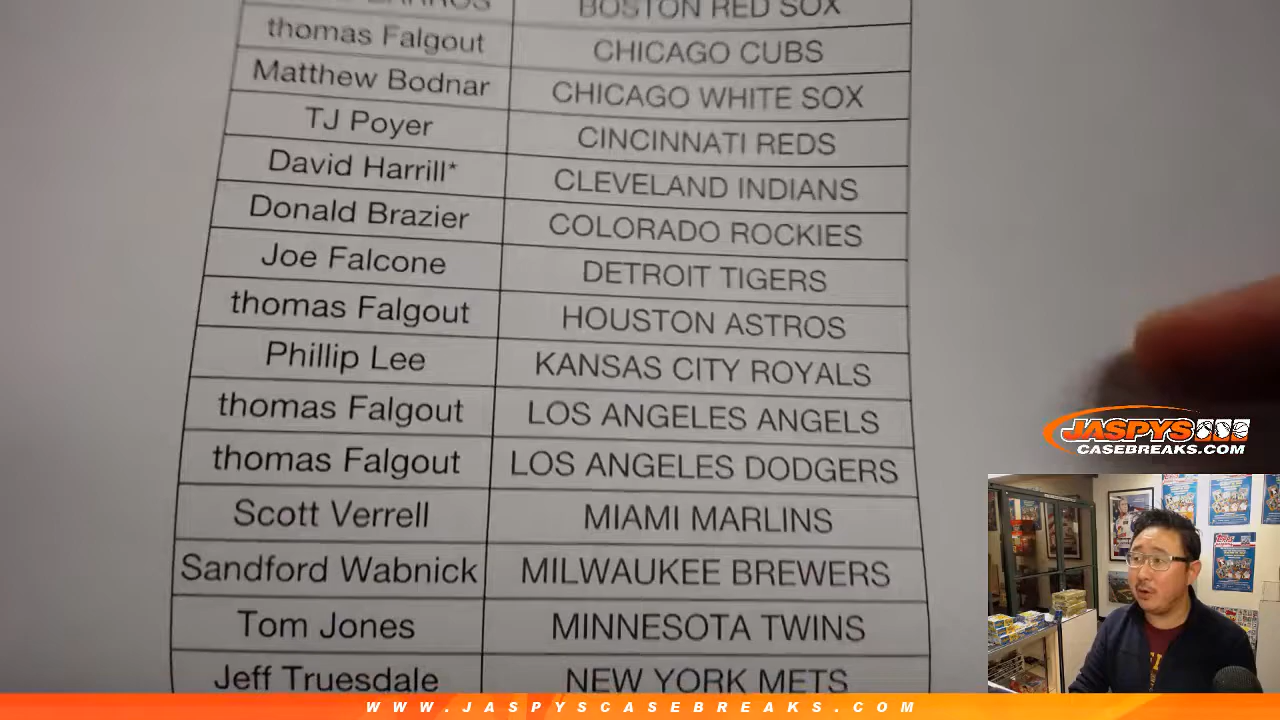 BOSTON RED SOX
thomas Falgout CHICAGO CUBS
Matthew Bodnar CHICAGO WHITE SOX
TJ Poyer CINCINNATI REDS
David Harrill* CLEVELAND INDIANS
Donald Brazier COLORADO ROCKIES
Joe Falcone DETROIT TIGERS
thomas Falgout HOUSTON ASTROS
Phillip Lee KANSAS CITY ROYALS
thomas Falgout LOS ANGELES ANGELS
thomas Falgout LOS ANGELES DODGERS
Scott Verrell MIAMI MARLINS
Sandford Wabnick MILWAUKEE BREWERS
Tom Jones MINNESOTA TWINS
Jeff Truesdale NEW YORK METS
JASPYS
CASEBREAKS.COM
WWW.JASPYSCASEBREAKS.COM